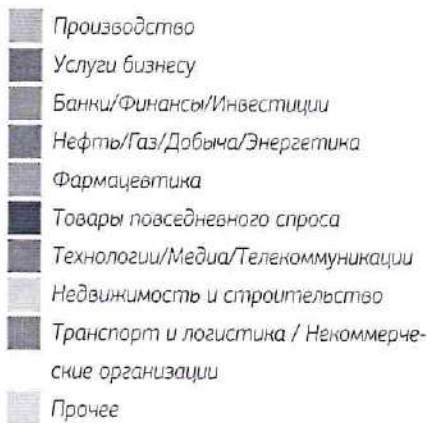 Производство
Услуги бизнесу
Банки/Финансы/Инвестиции
Нефть/Газ/Добыча/Энергетика
Фармацевтика
Товары повседневного спроса
Технологии/Медиа/Телекоммуникации
Недвижимость и строительство
Транспорт и логистика / Некоммерче-
ские организации
Прочее